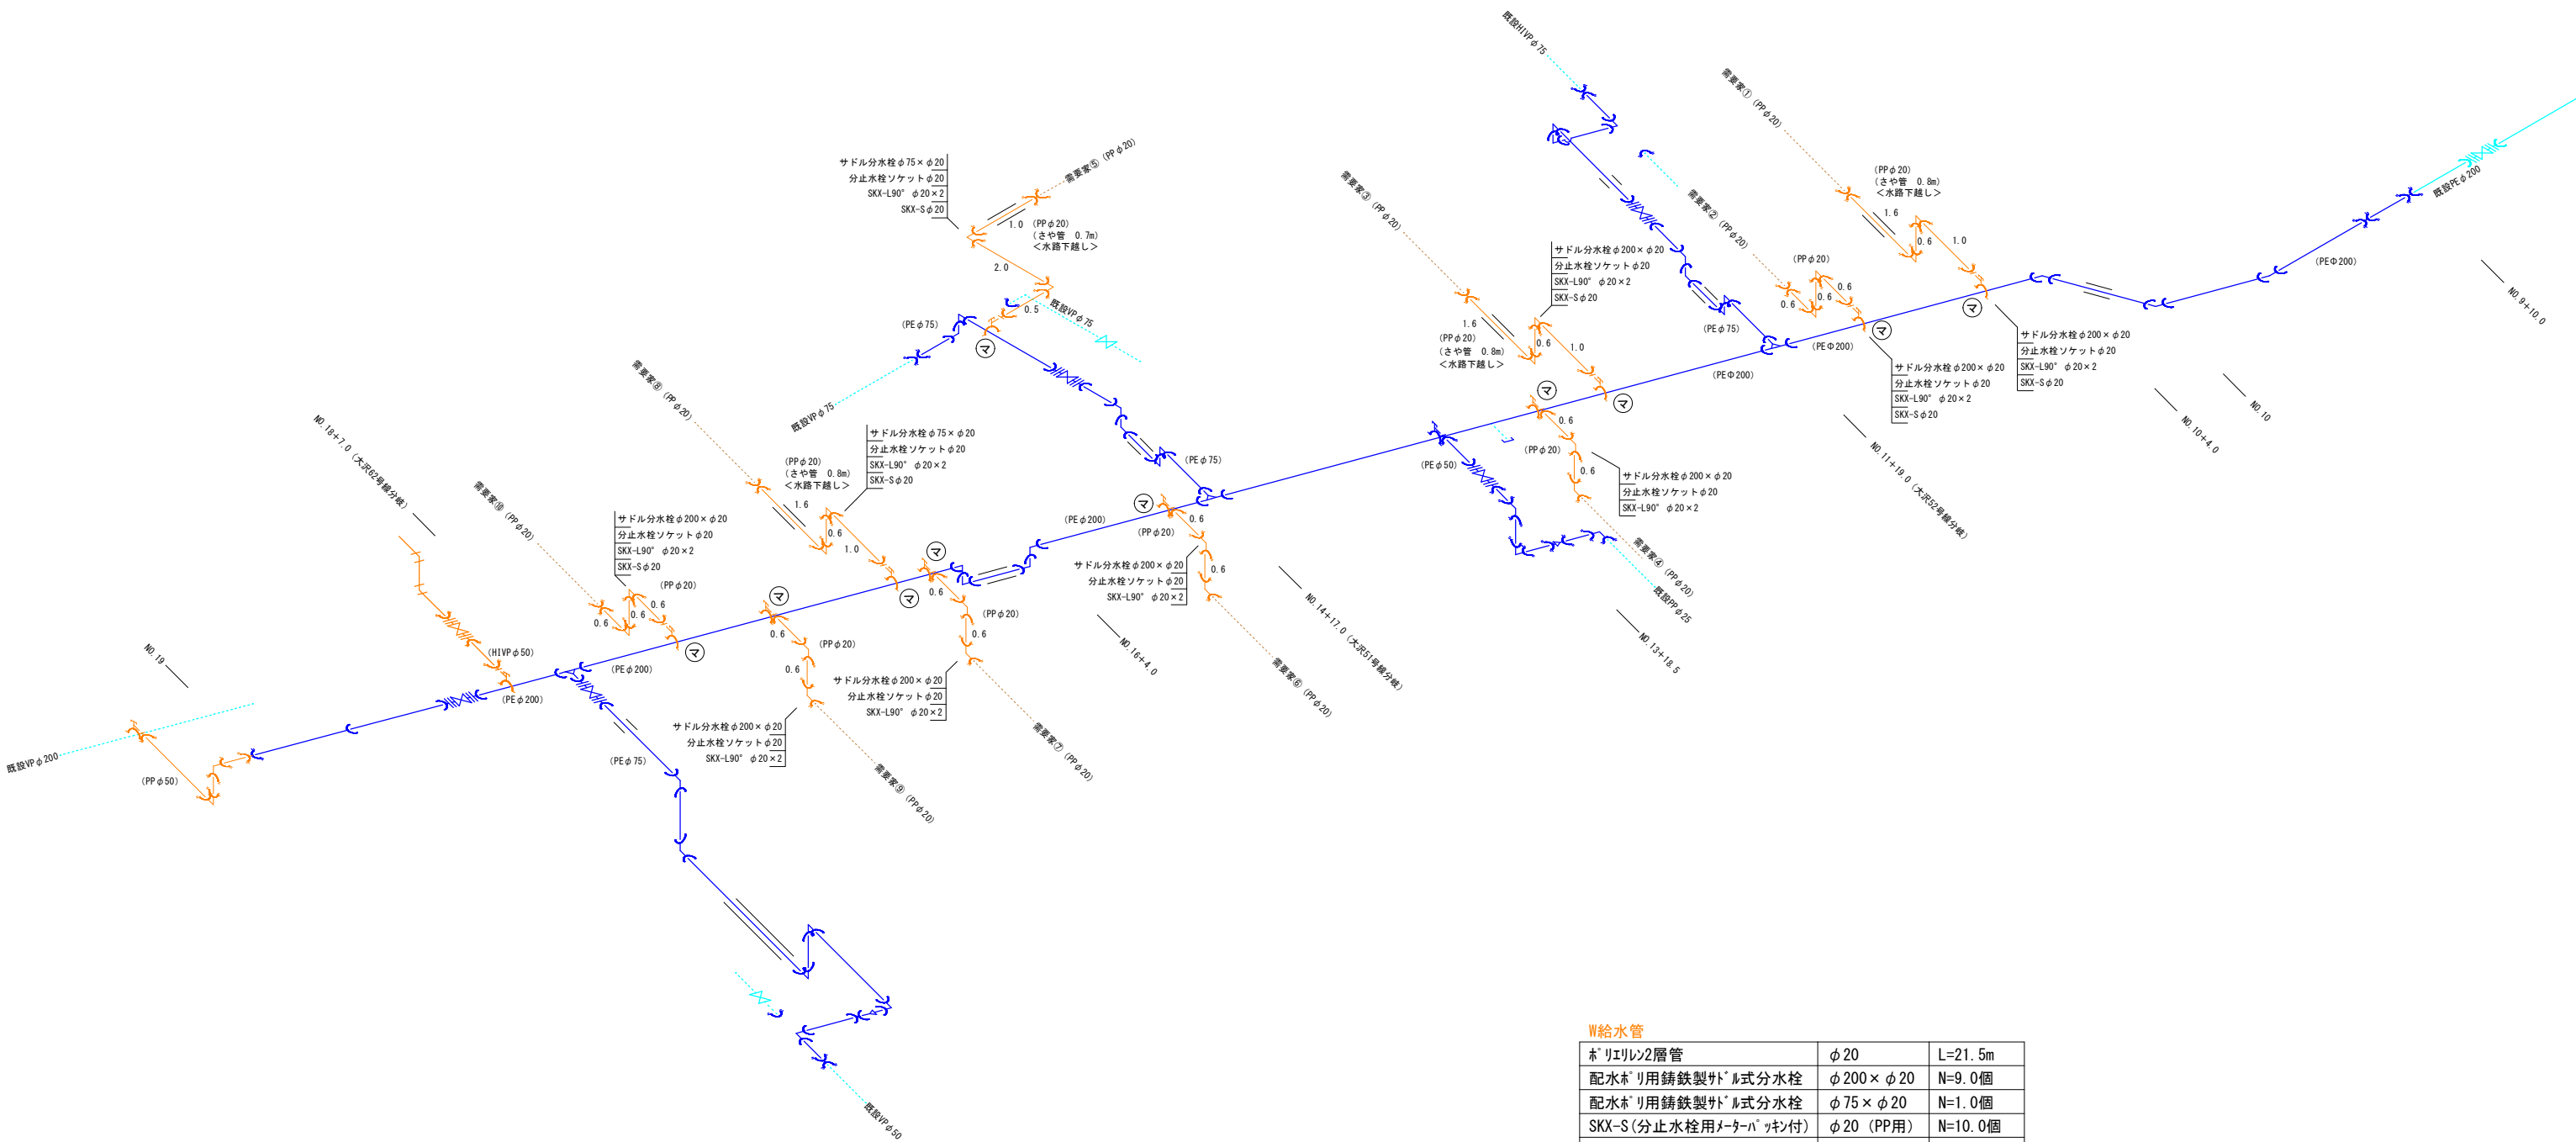 既設HIVPφ75
需要家①（PPφ20）
(PPφ20)
(さや管　0.8m)
<水路下越し>
1.6
0.6
1.0
既設PEφ200
(PEΦ200)
NO.9+10.0
NO.10
NO.10+4.0
サドル分水栓φ200×φ20
分止水栓ソケットφ20
SKX-L90°φ20×2
SKX-Sφ20
マ
需要家②（PPφ20）
(PPφ20)
0.6
0.6
0.6
マ
サドル分水栓φ200×φ20
分止水栓ソケットφ20
SKX-L90°φ20×2
SKX-Sφ20
(PEΦ200)
(PEφ75)
NO.11+19.0（大沢52号線分岐）
需要家③（PPφ20）
サドル分水栓φ200×φ20
分止水栓ソケットφ20
SKX-L90°φ20×2
SKX-Sφ20
1.6
(PPφ20)
(さや管　0.8m)
<水路下越し>
0.6
1.0
マ
(PEΦ200)
マ
0.6
(PPφ20)
0.6
サドル分水栓φ200×φ20
分止水栓ソケットφ20
SKX-L90°φ20×2
需要家④（PPφ20）
(PEφ50)
既設PPφ25
NO.13+18.5
サドル分水栓φ75×φ20
分止水栓ソケットφ20
SKX-L90°φ20×2
SKX-Sφ20
需要家⑤（PPφ20）
1.0
(PPφ20)
(さや管　0.7m)
<水路下越し>
2.0
0.5
既設VPφ75
マ
(PEφ75)
既設VPφ75
(PEφ75)
NO.14+17.0（大沢51号線分岐）
マ
(PEφ200)
(PPφ20)
0.6
0.6
サドル分水栓φ200×φ20
分止水栓ソケットφ20
SKX-L90°φ20×2
需要家⑥（PPφ20）
NO.16+4.0
マ
0.6
(PPφ20)
0.6
サドル分水栓φ200×φ20
分止水栓ソケットφ20
SKX-L90°φ20×2
需要家⑦（PPφ20）
需要家⑧（PPφ20）
サドル分水栓φ75×φ20
分止水栓ソケットφ20
SKX-L90°φ20×2
SKX-Sφ20
(PPφ20)
(さや管　0.8m)
<水路下越し>
1.6
0.6
1.0
マ
マ
0.6
(PPφ20)
0.6
サドル分水栓φ200×φ20
分止水栓ソケットφ20
SKX-L90°φ20×2
需要家⑨（PPφ20）
需要家⑩（PPφ20）
サドル分水栓φ200×φ20
分止水栓ソケットφ20
SKX-L90°φ20×2
SKX-Sφ20
(PPφ20)
0.6
0.6
0.6
マ
(PEφ200)
NO.18+7.0（大沢62号線分岐）
(HIVPφ50)
(PEφ200)
NO.19
既設VPφ200
(PPφ50)
(PEφ75)
既設VPφ50
W給水管
ﾎﾟﾘｴﾘﾚﾝ2層管　φ20　L=21.5m
配水ﾎﾟﾘ用鋳鉄製ｻﾄﾞﾙ式分水栓　φ200×φ20　N=9.0個
配水ﾎﾟﾘ用鋳鉄製ｻﾄﾞﾙ式分水栓　φ75×φ20　N=1.0個
SKX-S(分止水栓用ﾒｰﾀｰﾊﾟｯｷﾝ付)　φ20（PP用）　N=10.0個